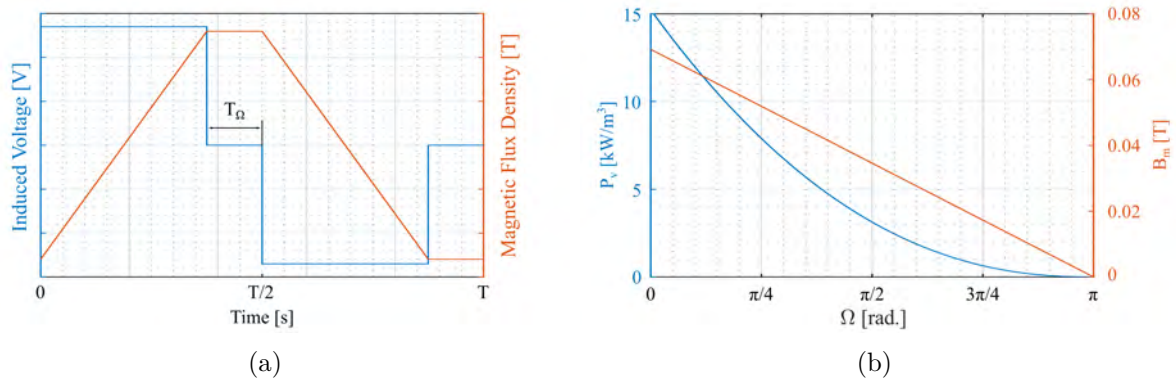 Induced Voltage [V]
T_Ω
0
T/2
T
Time [s]
Magnetic Flux Density [T]
(a)
15
10
5
0
P_v [kW/m³]
0
π/4
π/2
3π/4
π
Ω [rad.]
0.08
0.06
0.04
0.02
0
B_m [T]
(b)